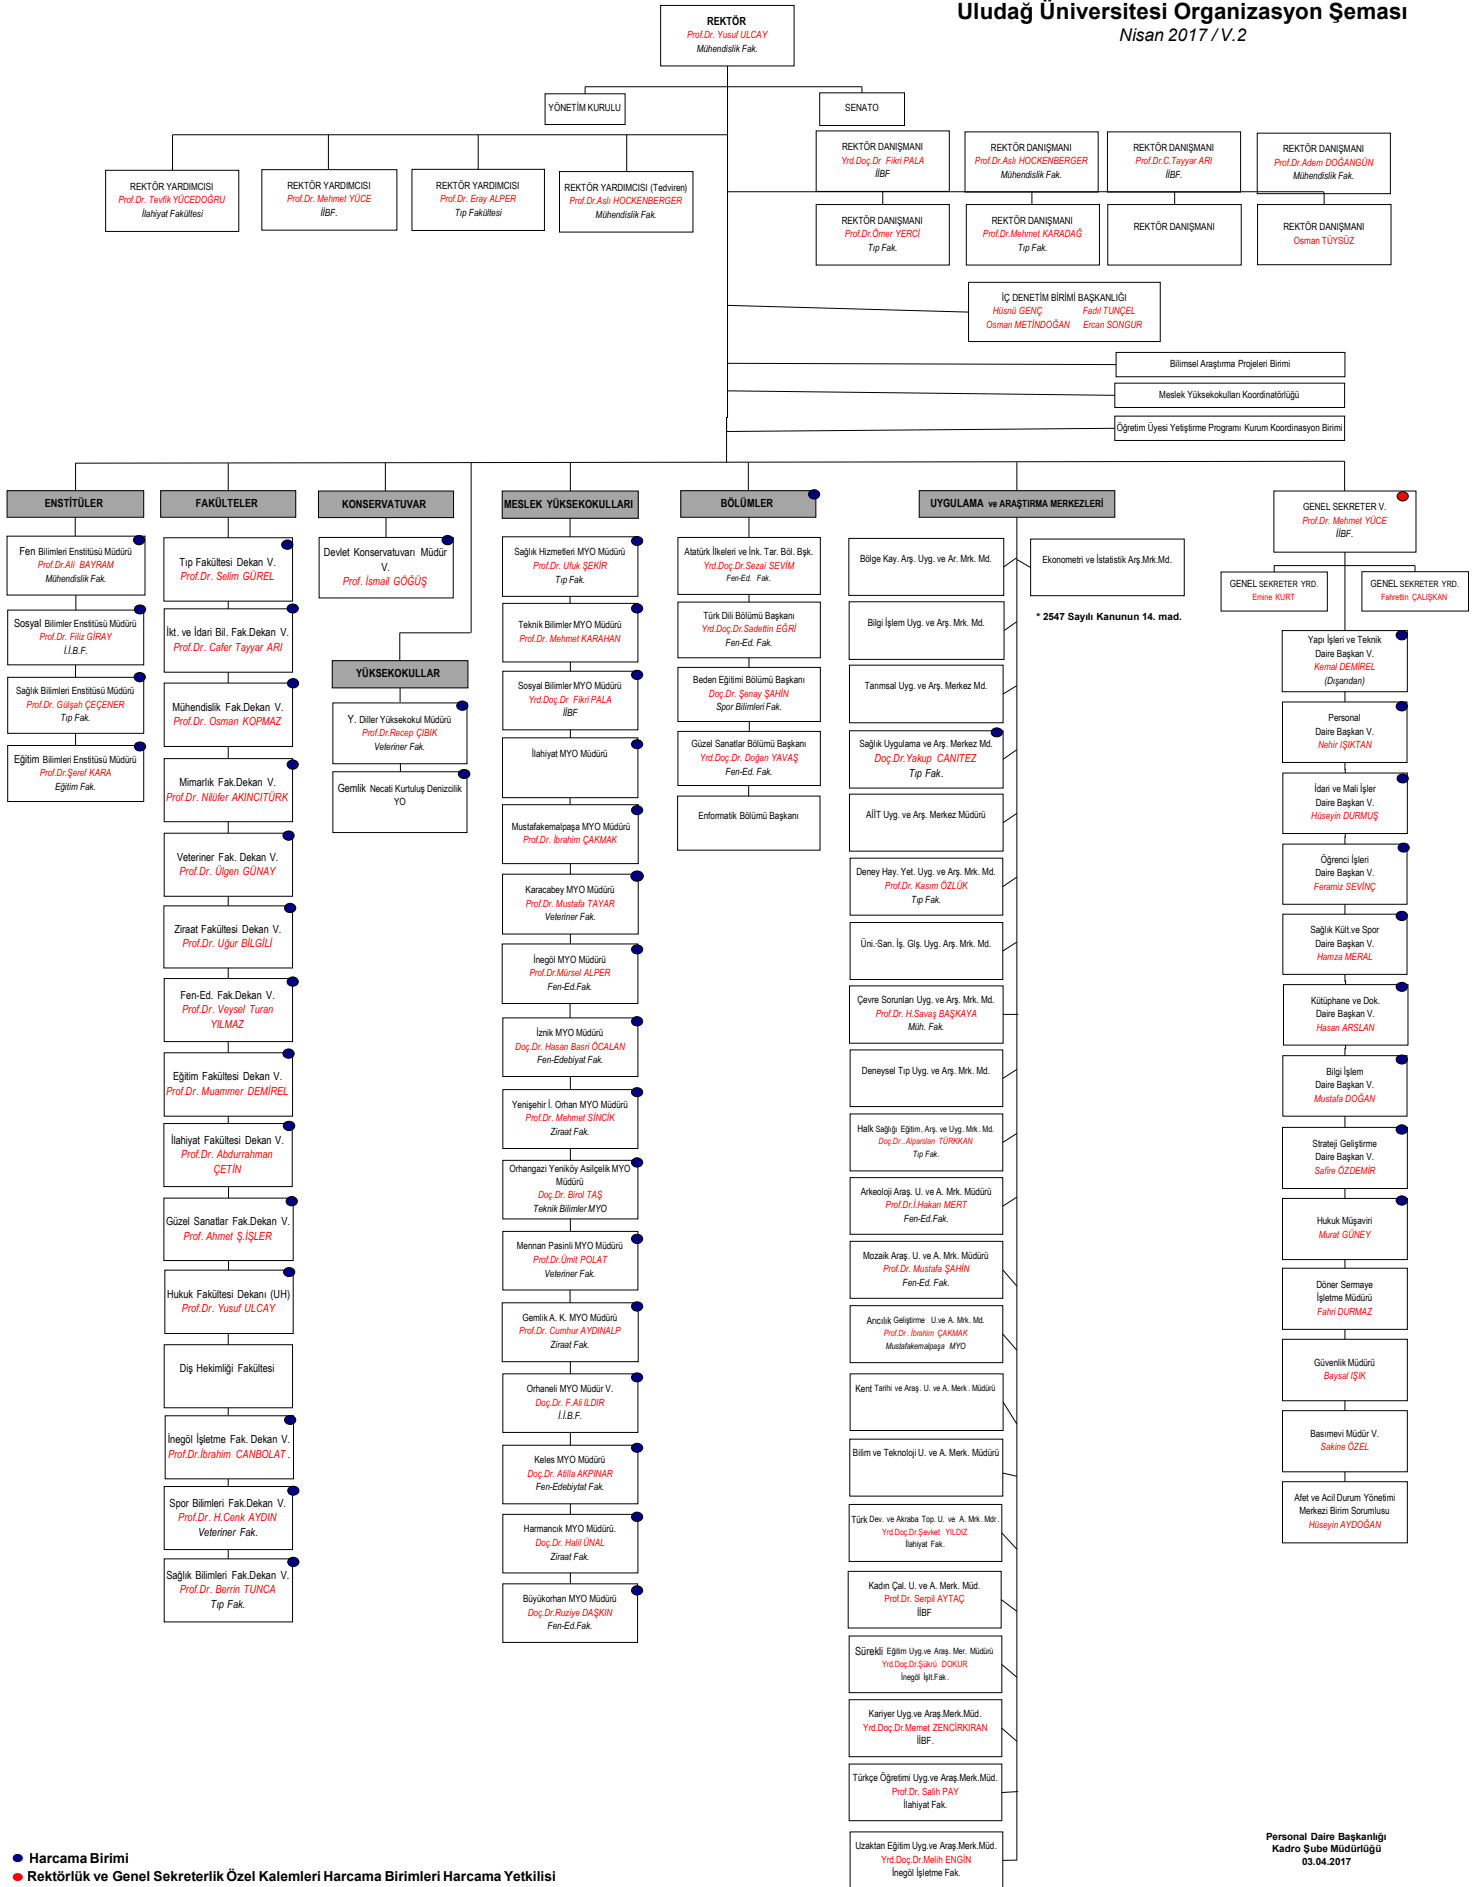 Uludağ Üniversitesi Organizasyon Şeması
Nisan 2017 / V.2
REKTÖR
Prof.Dr. Yusuf ULCAY
Mühendislik Fak.
YÖNETİM KURULU
SENATO
REKTÖR YARDIMCISI
Prof.Dr. Tevfik YÜCEDOĞRU
İlahiyat Fakültesi
REKTÖR YARDIMCISI
Prof.Dr. Mehmet YÜCE
İİBF.
REKTÖR YARDIMCISI
Prof.Dr. Eray ALPER
Tıp Fakültesi
REKTÖR YARDIMCISI (Tedviren)
Prof.Dr.Aslı HOCKENBERGER
Mühendislik Fak.
REKTÖR DANIŞMANI
Yrd.Doç.Dr Fikri PALA
İİBF
REKTÖR DANIŞMANI
Prof.Dr.Aslı HOCKENBERGER
Mühendislik Fak.
REKTÖR DANIŞMANI
Prof.Dr.C.Tayyar ARI
İİBF.
REKTÖR DANIŞMANI
Prof.Dr.Adem DOĞANGÜN
Mühendislik Fak.
REKTÖR DANIŞMANI
Prof.Dr.Ömer YERCİ
Tıp Fak.
REKTÖR DANIŞMANI
Prof.Dr.Mehmet KARADAĞ
Tıp Fak.
REKTÖR DANIŞMANI
REKTÖR DANIŞMANI
Osman TÜYSÜZ
İÇ DENETİM BİRİMİ BAŞKANLIĞI
Hüsnü GENÇ Fadıl TUNÇEL
Osman METİNDOĞAN Ercan SONGUR
Bilimsel Araştırma Projeleri Birimi
Meslek Yüksekokulları Koordinatörlüğü
Öğretim Üyesi Yetiştirme Programı Kurum Koordinasyon Birimi
ENSTİTÜLER
Fen Bilimleri Enstitüsü Müdürü
Prof.Dr.Ali BAYRAM
Mühendislik Fak.
Sosyal Bilimler Enstitüsü Müdürü
Prof.Dr. Filiz GİRAY
İ.İ.B.F.
Sağlık Bilimleri Enstitüsü Müdürü
Prof.Dr. Gülşah ÇEÇENER
Tıp Fak.
Eğitim Bilimleri Enstitüsü Müdürü
Prof.Dr.Şeref KARA
Eğitim Fak.
FAKÜLTELER
Tıp Fakültesi Dekan V.
Prof.Dr. Selim GÜREL
İkt. ve İdari Bil. Fak.Dekan V.
Prof.Dr. Cafer Tayyar ARI
Mühendislik Fak.Dekan V.
Prof.Dr. Osman KOPMAZ
Mimarlık Fak.Dekan V.
Prof.Dr. Nilüfer AKINCITÜRK
Veteriner Fak. Dekan V.
Prof.Dr. Ülgen GÜNAY
Ziraat Fakültesi Dekan V.
Prof.Dr. Uğur BİLGİLİ
Fen-Ed. Fak.Dekan V.
Prof.Dr. Veysel Turan
YILMAZ
Eğitim Fakültesi Dekan V.
Prof.Dr. Muammer DEMİREL
İlahiyat Fakültesi Dekan V.
Prof.Dr. Abdurrahman
ÇETİN
Güzel Sanatlar Fak.Dekan V.
Prof. Ahmet Ş.İŞLER
Hukuk Fakültesi Dekanı (UH)
Prof.Dr. Yusuf ULCAY
Diş Hekimliği Fakültesi
İnegöl İşletme Fak. Dekan V.
Prof.Dr.İbrahim CANBOLAT .
Spor Bilimleri Fak.Dekan V.
Prof.Dr. H.Cenk AYDIN
Veteriner Fak.
Sağlık Bilimleri Fak.Dekan V.
Prof.Dr. Berrin TUNCA
Tıp Fak.
KONSERVATUVAR
Devlet Konservatuvarı Müdür
V.
Prof. İsmail GÖĞÜŞ
YÜKSEKOKULLAR
Y. Diller Yüksekokul Müdürü
Prof.Dr.Recep ÇIBIK
Veteriner Fak.
Gemlik Necati Kurtuluş Denizcilik
YO
MESLEK YÜKSEKOKULLARI
Sağlık Hizmetleri MYO Müdürü
Prof.Dr. Ufuk ŞEKİR
Tıp Fak.
Teknik Bilimler MYO Müdürü
Prof.Dr. Mehmet KARAHAN
Sosyal Bilimler MYO Müdürü
Yrd.Doç.Dr Fikri PALA
İİBF
İlahiyat MYO Müdürü
Mustafakemalpaşa MYO Müdürü
Prof.Dr. İbrahim ÇAKMAK
Karacabey MYO Müdürü
Prof.Dr. Mustafa TAYAR
Veteriner Fak.
İnegöl MYO Müdürü
Prof.Dr.Mürsel ALPER
Fen-Ed.Fak.
İznik MYO Müdürü
Doç.Dr. Hasan Basri ÖCALAN
Fen-Edebiyat Fak.
Yenişehir İ. Orhan MYO Müdürü
Prof.Dr. Mehmet SİNCİK
Ziraat Fak.
Orhangazi Yeniköy Asilçelik MYO
Müdürü
Doç.Dr. Birol TAŞ
Teknik Bilimler MYO
Mennan Pasinli MYO Müdürü
Prof.Dr.Ümit POLAT
Veteriner Fak.
Gemlik A. K. MYO Müdürü
Prof.Dr. Cumhur AYDINALP
Ziraat Fak.
Orhaneli MYO Müdür V.
Doç.Dr. F.Ali ILDIR
İ.İ.B.F.
Keles MYO Müdürü
Doç.Dr. Atilla AKPINAR
Fen-Edebiytat Fak.
Harmancık MYO Müdürü.
Doç.Dr. Halil ÜNAL
Ziraat Fak.
Büyükorhan MYO Müdürü
Doç.Dr.Ruziye DAŞKIN
Fen-Ed.Fak.
BÖLÜMLER
Atatürk İlkeleri ve İnk. Tar. Böl. Bşk.
Yrd.Doç.Dr.Sezai SEVİM
Fen-Ed. Fak.
Türk Dili Bölümü Başkanı
Yrd.Doç.Dr.Sadettin EĞRİ
Fen-Ed. Fak.
Beden Eğitimi Bölümü Başkanı
Doç.Dr. Şenay ŞAHİN
Spor Bilimleri Fak.
Güzel Sanatlar Bölümü Başkanı
Yrd.Doç.Dr. Doğan YAVAŞ
Fen-Ed. Fak.
Enformatik Bölümü Başkanı
UYGULAMA ve ARAŞTIRMA MERKEZLERİ
Bölge Kay. Arş. Uyg. ve Ar. Mrk. Md.
Ekonometri ve İstatistik Arş.Mrk.Md.
* 2547 Sayılı Kanunun 14. mad.
Bilgi İşlem Uyg. ve Arş. Mrk. Md.
Tarımsal Uyg. ve Arş. Merkez Md.
Sağlık Uygulama ve Arş. Merkez Md.
Doç.Dr.Yakup CANITEZ
Tıp Fak.
AİİT Uyg. ve Arş. Merkez Müdürü
Deney Hay. Yet. Uyg. ve Arş. Mrk. Md.
Prof.Dr. Kasım ÖZLÜK
Tıp Fak.
Üni.-San. İş. Glş. Uyg. Arş. Mrk. Md.
Çevre Sorunları Uyg. ve Arş. Mrk. Md.
Prof.Dr. H.Savaş BAŞKAYA
Müh. Fak.
Deneysel Tıp Uyg. ve Arş. Mrk. Md.
Halk Sağlığı Eğitim, Arş. ve Uyg. Mrk. Md.
Doç.Dr..Alparslan TÜRKKAN
Tıp Fak.
Arkeoloji Araş. U. ve A. Mrk. Müdürü
Prof.Dr.İ.Hakan MERT
Fen-Ed.Fak.
Mozaik Araş. U. ve A. Mrk. Müdürü
Prof.Dr. Mustafa ŞAHİN
Fen-Ed. Fak.
Arıcılık Geliştirme U.ve A. Mrk. Md.
Prof.Dr. İbrahim ÇAKMAK
Mustafakemalpaşa MYO
Kent Tarihi ve Araş. U. ve A. Merk. Müdürü
Bilim ve Teknoloji U. ve A. Merk. Müdürü
Türk Dev. ve Akraba Top. U. ve A. Mrk. Mdr.
Yrd.Doç.Dr.Şevket YILDIZ
İlahiyat Fak.
Kadın Çal. U. ve A. Merk. Müd.
Prof.Dr. Serpil AYTAÇ
İİBF
Sürekli Eğitim Uyg.ve Araş. Mer. Müdürü
Yrd.Doç.Dr.Şükrü DOKUR
İnegöl İşlt.Fak.
Kariyer Uyg.ve Araş.Merk.Müd.
Yrd.Doç.Dr.Memet ZENCİRKIRAN
İİBF.
Türkçe Öğretimi Uyg.ve Araş.Merk.Müd.
Prof.Dr. Salih PAY
İlahiyat Fak.
Uzaktan Eğitim Uyg.ve Araş.Merk.Müd.
Yrd.Doç.Dr.Melih ENGİN
İnegöl İşletme Fak.
GENEL SEKRETER V.
Prof.Dr. Mehmet YÜCE
İİBF.
GENEL SEKRETER YRD.
Emine KURT
GENEL SEKRETER YRD.
Fahrettin ÇALIŞKAN
Yapı İşleri ve Teknik
Daire Başkan V.
Kemal DEMİREL
(Dışarıdan)
Personal
Daire Başkan V.
Nehir IŞIKTAN
İdari ve Mali İşler
Daire Başkan V.
Hüseyin DURMUŞ
Öğrenci İşleri
Daire Başkan V.
Feramiz SEVİNÇ
Sağlık Kült.ve Spor
Daire Başkan V.
Hamza MERAL
Kütüphane ve Dok.
Daire Başkan V.
Hasan ARSLAN
Bilgi İşlem
Daire Başkan V.
Mustafa DOĞAN
Strateji Geliştirme
Daire Başkan V.
Safire ÖZDEMİR
Hukuk Müşaviri
Murat GÜNEY
Döner Sermaye
İşletme Müdürü
Fahri DURMAZ
Güvenlik Müdürü
Baysal IŞIK
Basımevi Müdür V.
Sakine ÖZEL
Afet ve Acil Durum Yönetimi
Merkezi Birim Sorumlusu
Hüseyin AYDOĞAN
Harcama Birimi
Rektörlük ve Genel Sekreterlik Özel Kalemleri Harcama Birimleri Harcama Yetkilisi
Personal Daire Başkanlığı
Kadro Şube Müdürlüğü
03.04.2017